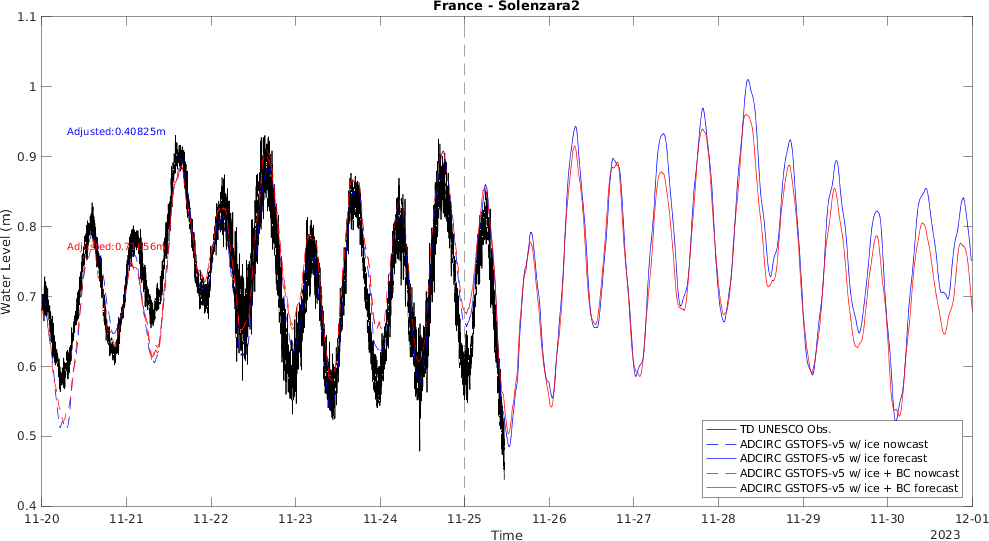 France - Solenzara2
1.1
1
0.9
0.8
0.7
0.6
0.5
0.4
Water Level (m)
Adjusted:0.40825m
TD UNESCO Obs.
ADCIRC GSTOFS-v5 w/ ice nowcast
ADCIRC GSTOFS-v5 w/ ice forecast
ADCIRC GSTOFS-v5 w/ ice + BC nowcast
ADCIRC GSTOFS-v5 w/ ice + BC forecast
11-20 11-21 11-22 11-23 11-24 11-25 11-26 11-27 11-28 11-29 11-30 12-01
Time
2023